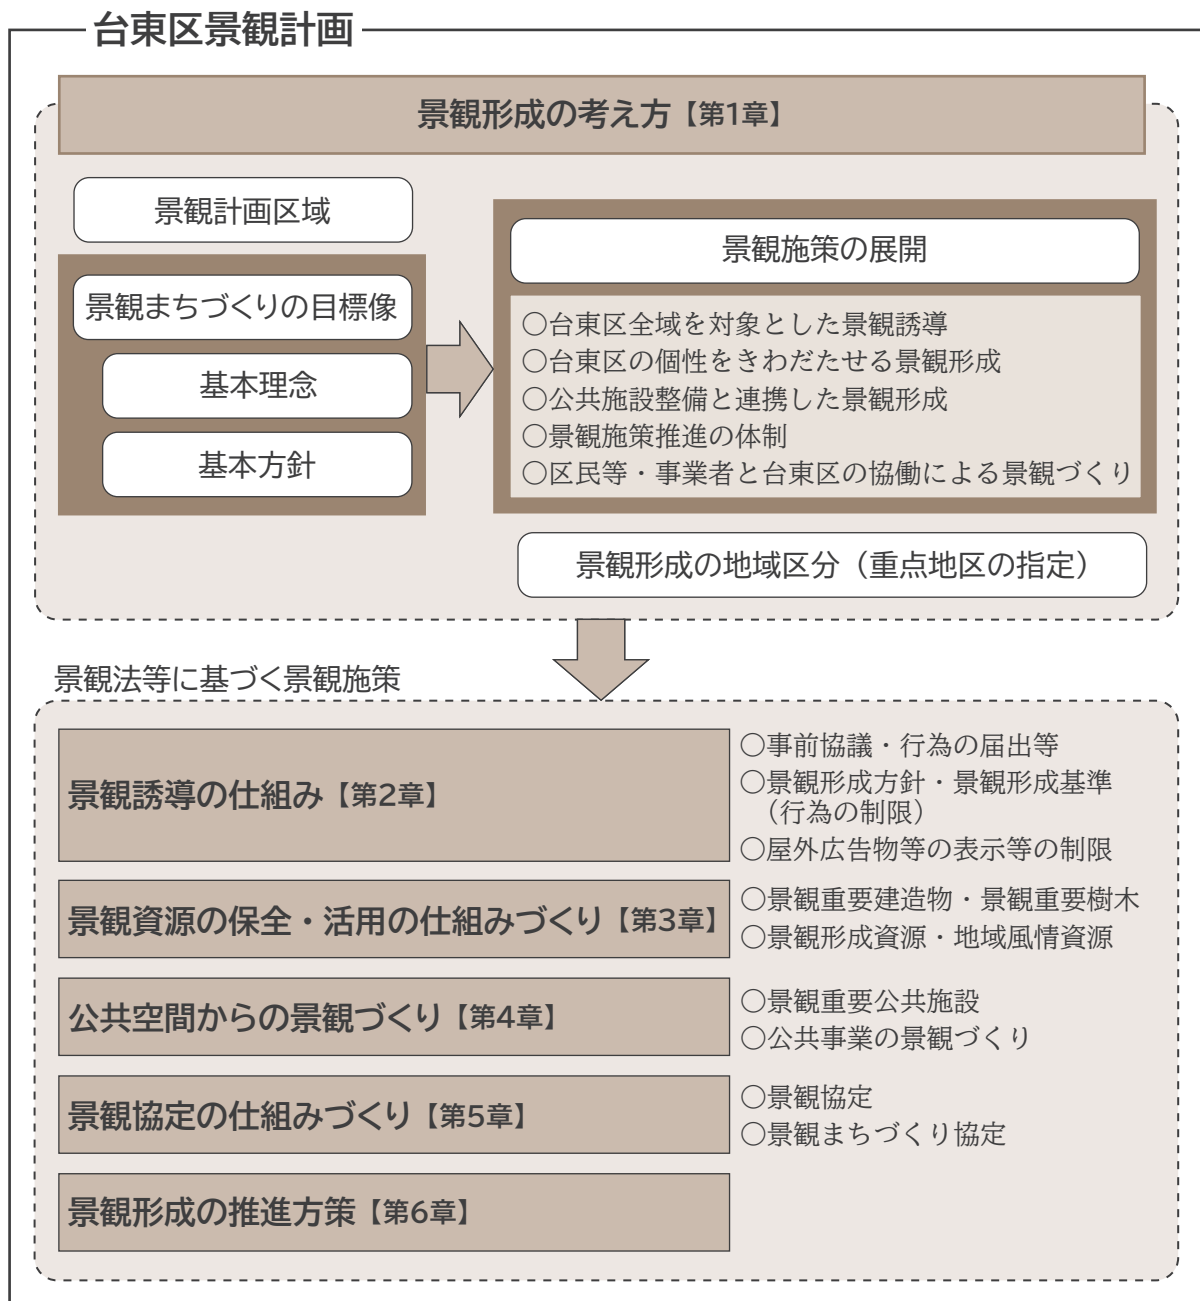 台東区景観計画
景観形成の考え方【第1章】
景観計画区域
景観まちづくりの目標像
基本理念
基本方針
景観施策の展開
○台東区全域を対象とした景観誘導
○台東区の個性をきわだたせる景観形成
○公共施設整備と連携した景観形成
○景観施策推進の体制
○区民等・事業者と台東区の協働による景観づくり
景観形成の地域区分（重点地区の指定）
景観法等に基づく景観施策
景観誘導の仕組み【第2章】
○事前協議・行為の届出等
○景観形成方針・景観形成基準
（行為の制限）
○屋外広告物等の表示等の制限
景観資源の保全・活用の仕組みづくり【第3章】
○景観重要建造物・景観重要樹木
○景観形成資源・地域風情資源
公共空間からの景観づくり【第4章】
○景観重要公共施設
○公共事業の景観づくり
景観協定の仕組みづくり【第5章】
○景観協定
○景観まちづくり協定
景観形成の推進方策【第6章】